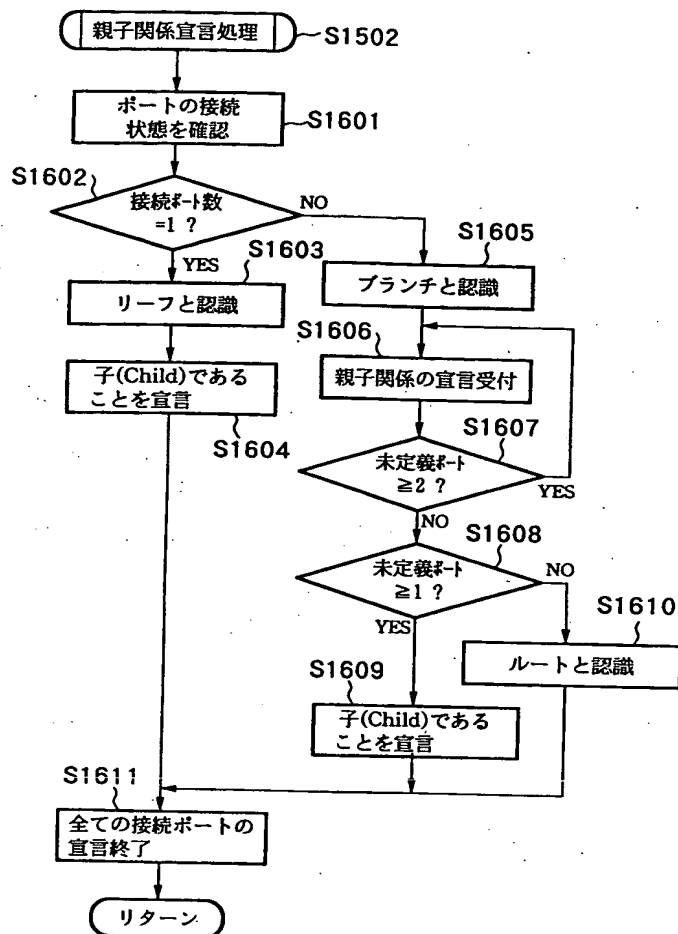 親子関係宣言処理
S1502
ポートの接続
状態を確認
S1601
S1602
接続ポート数
=1 ?
NO
YES
S1603
リーフと認識
S1605
ブランチと認識
子(Child)である
ことを宣言
S1604
S1606
親子関係の宣言受付
S1607
未定義ポート
≧2 ?
YES
NO
S1608
未定義ポート
≧1 ?
NO
YES
S1610
ルートと認識
S1609
子(Child)である
ことを宣言
S1611
全ての接続ポートの
宣言終了
リターン